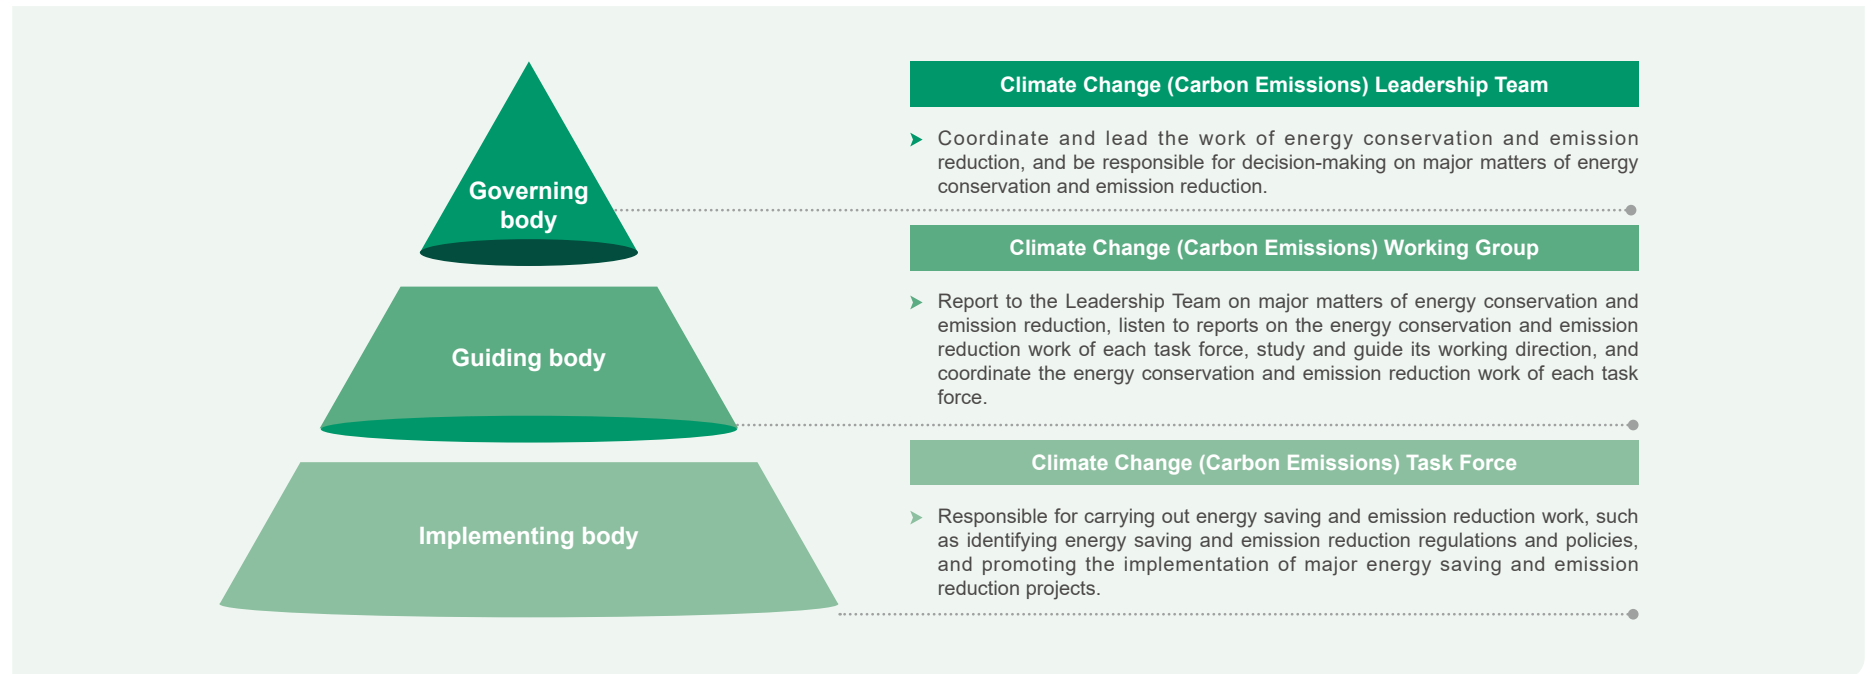 Governing
body
Guiding body
Implementing body
Climate Change (Carbon Emissions) Leadership Team
Coordinate and lead the work of energy conservation and emission
reduction, and be responsible for decision-making on major matters of energy
conservation and emission reduction.
Climate Change (Carbon Emissions) Working Group
Report to the Leadership Team on major matters of energy conservation and
emission reduction, listen to reports on the energy conservation and emission
reduction work of each task force, study and guide its working direction, and
coordinate the energy conservation and emission reduction work of each task
force.
Climate Change (Carbon Emissions) Task Force
Responsible for carrying out energy saving and emission reduction work, such
as identifying energy saving and emission reduction regulations and policies,
and promoting the implementation of major energy saving and emission
reduction projects.